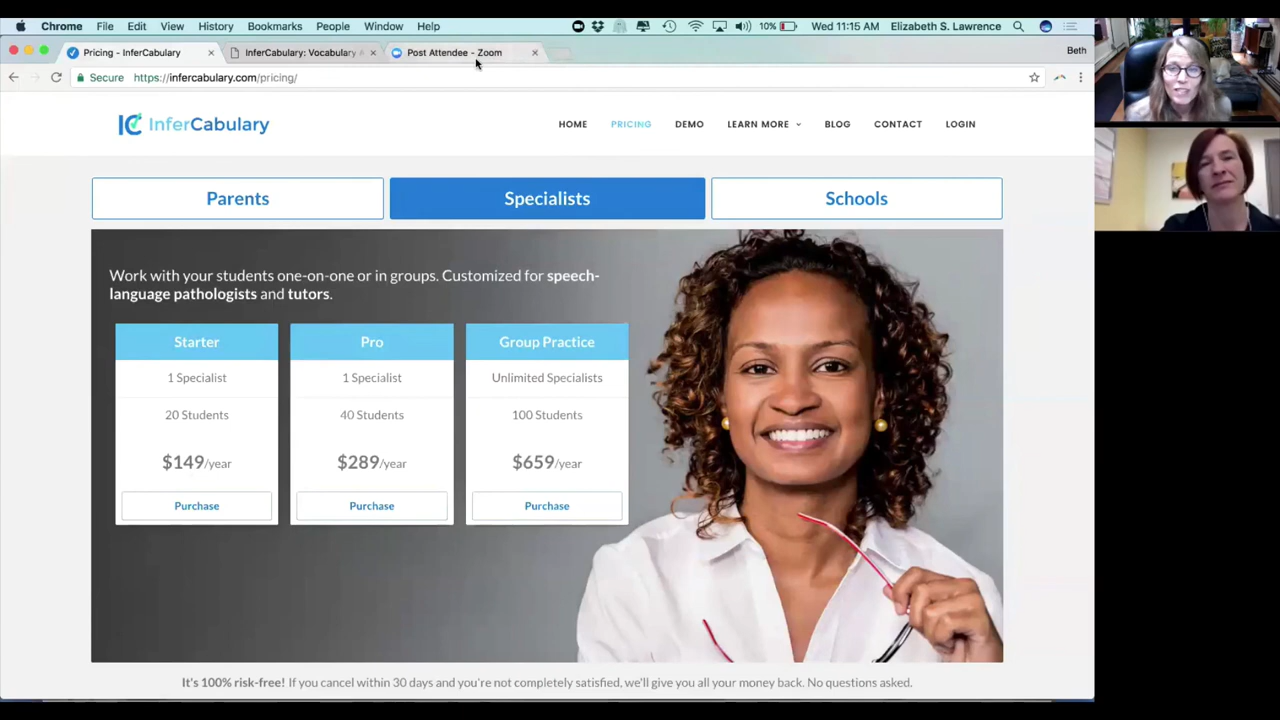 Chrome File Edit View History Bookmarks People Window Help 10% Wed 11:15 AM Elizabeth S. Lawrence
Pricing - InferCabulary InferCabulary: Vocabulary Post Attendee - Zoom Beth
Secure https://infercabulary.com/pricing/
IC InferCabulary HOME PRICING DEMO LEARN MORE BLOG CONTACT LOGIN
Parents Specialists Schools
Work with your students one-on-one or in groups. Customized for speech-
language pathologists and tutors.
Starter Pro Group Practice
1 Specialist 1 Specialist Unlimited Specialists
20 Students 40 Students 100 Students
$149/year $289/year $659/year
Purchase Purchase Purchase
It's 100% risk-free! If you cancel within 30 days and you're not completely satisfied, we'll give you all your money back. No questions asked.